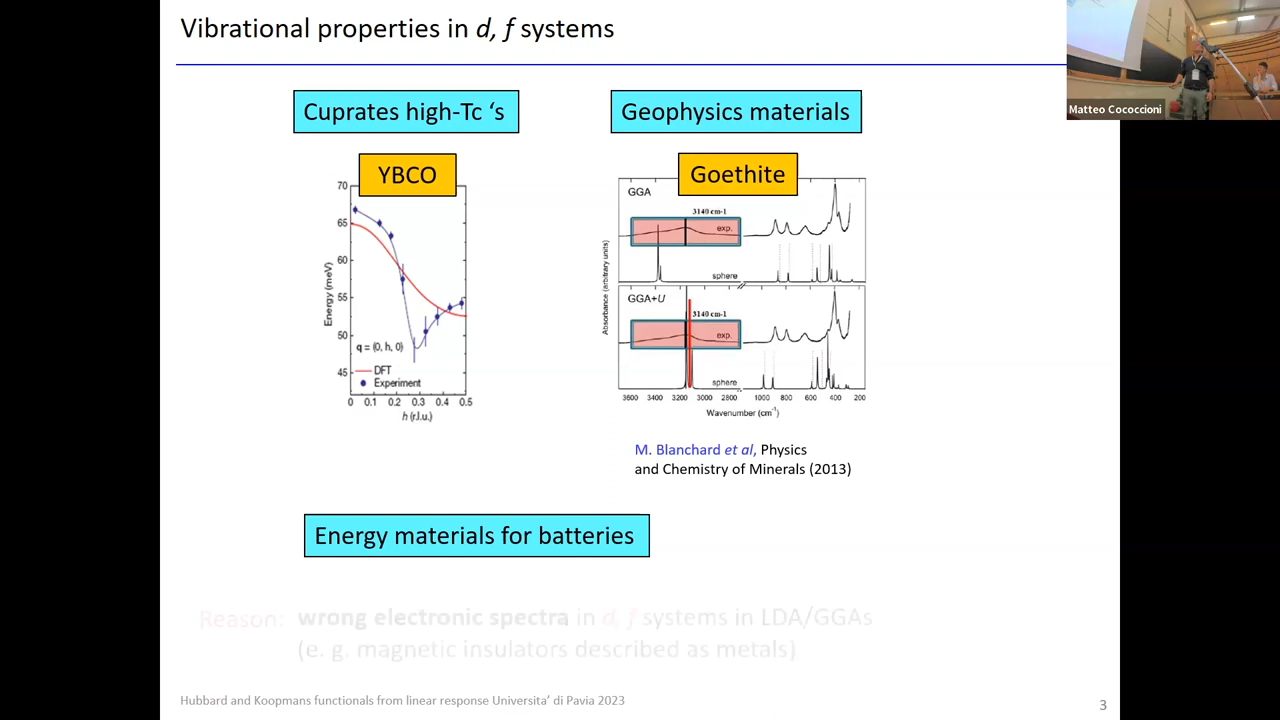 Vibrational properties in d, f systems
Matteo Cococcioni
Cuprates high-Tc ‘s
Geophysics materials
YBCO
70
65
60
55
50
45
Energy (meV)
q = (0, h, 0)
DFT
Experiment
0 0.1 0.2 0.3 0.4 0.5
h (r.l.u.)
Goethite
GGA
3140 cm-1
exp.
sphere
GGA+U
3140 cm-1
exp.
sphere
Absorbance (arbitrary units)
3600 3400 3200 3000 2800 1000 800 600 400 200
Wavenumber (cm-1)
M. Blanchard et al, Physics
and Chemistry of Minerals (2013)
Energy materials for batteries
Reason: wrong electronic spectra in d, f systems in LDA/GGAs
(e. g. magnetic insulators described as metals)
Hubbard and Koopmans functionals from linear response Universita’ di Pavia 2023
3